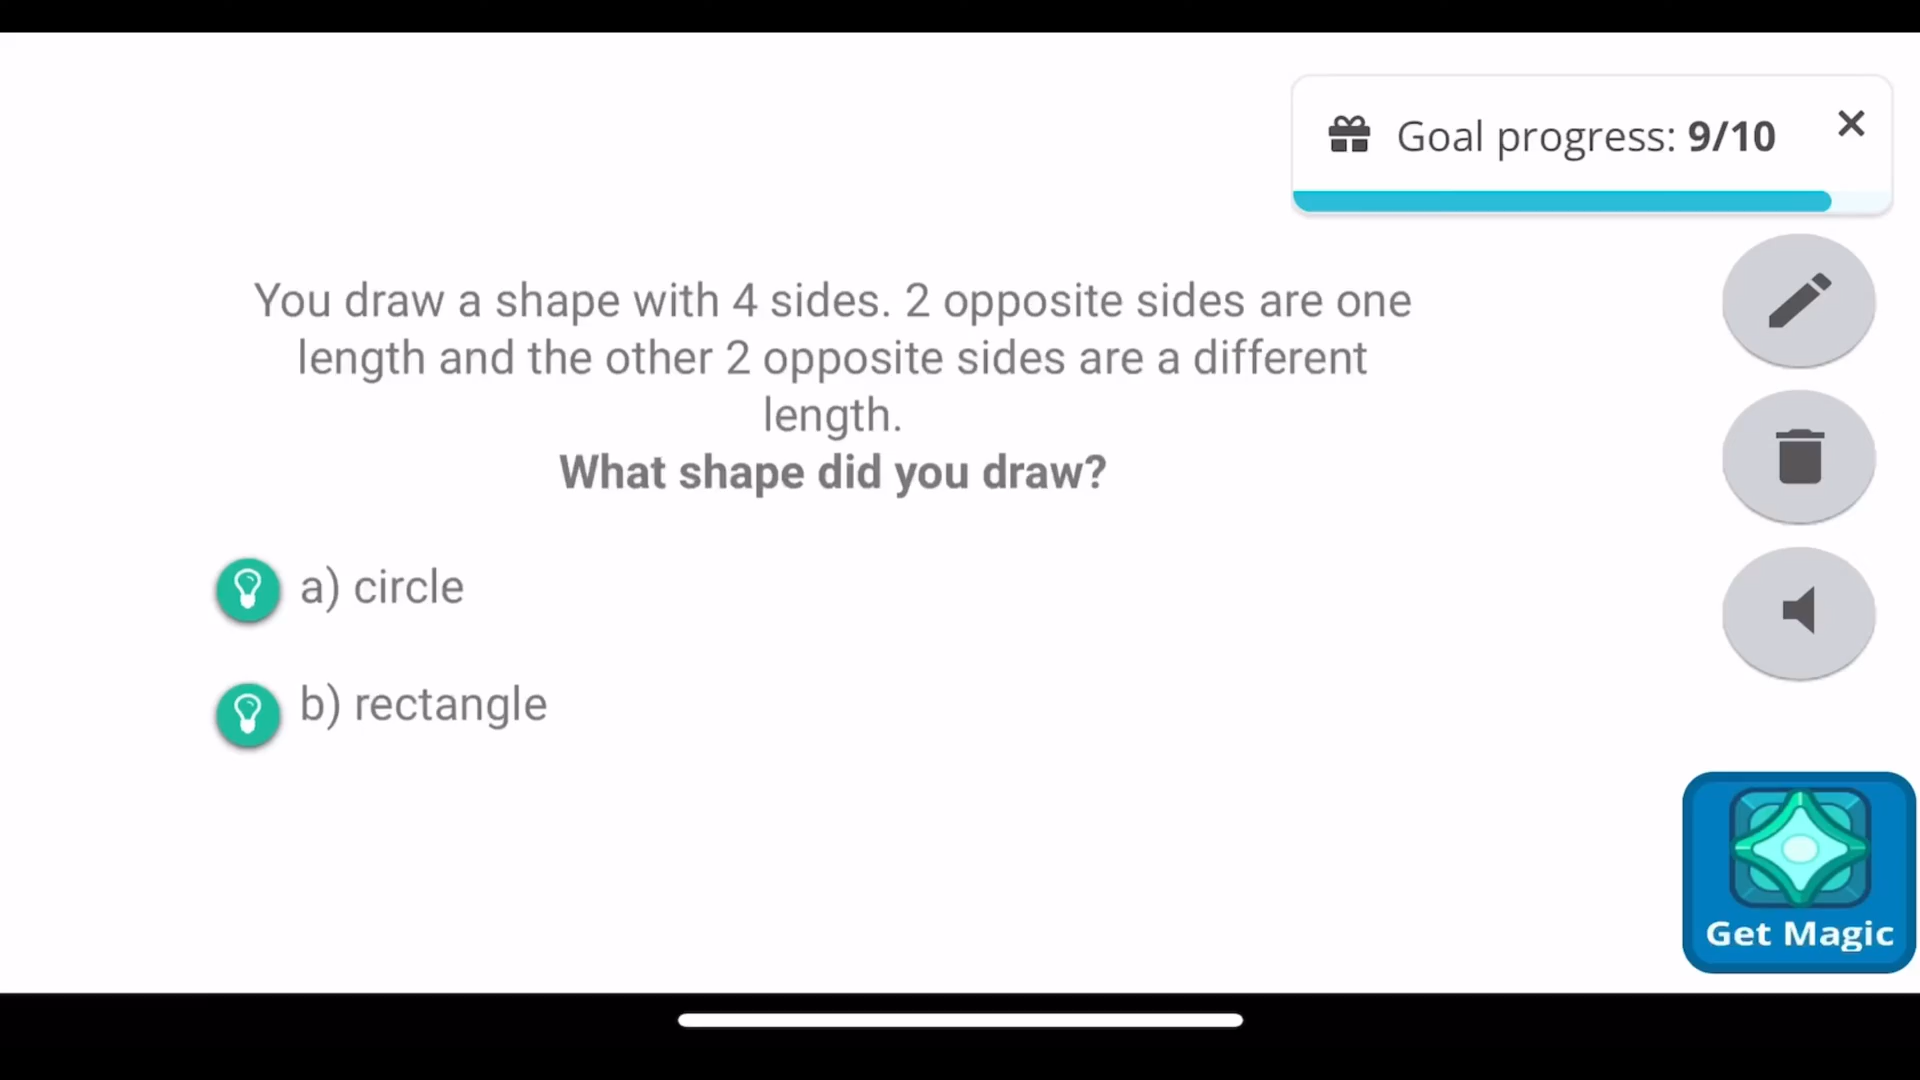 Goal progress: 9/10
You draw a shape with 4 sides. 2 opposite sides are one
length and the other 2 opposite sides are a different
length.
What shape did you draw?
a) circle
b) rectangle
Get Magic